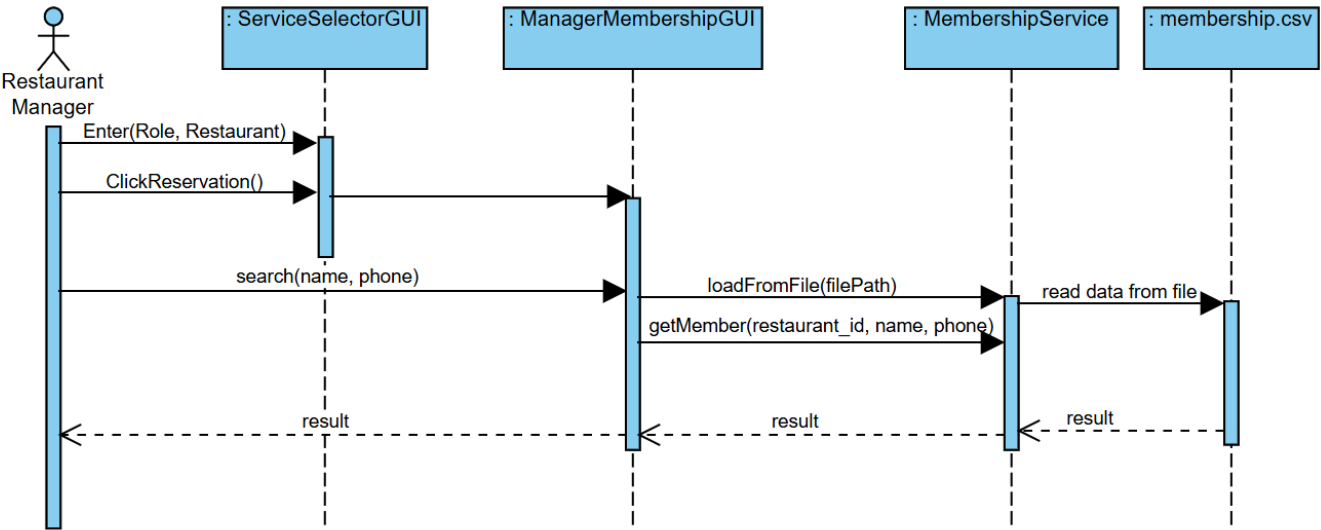 : ServiceSelectorGUI
: ManagerMembershipGUI
: MembershipService
: membership.csv
Restaurant
Manager
Enter(Role, Restaurant)
ClickReservation()
search(name, phone)
loadFromFile(filePath)
read data from file
getMember(restaurant_id, name, phone)
result
result
result